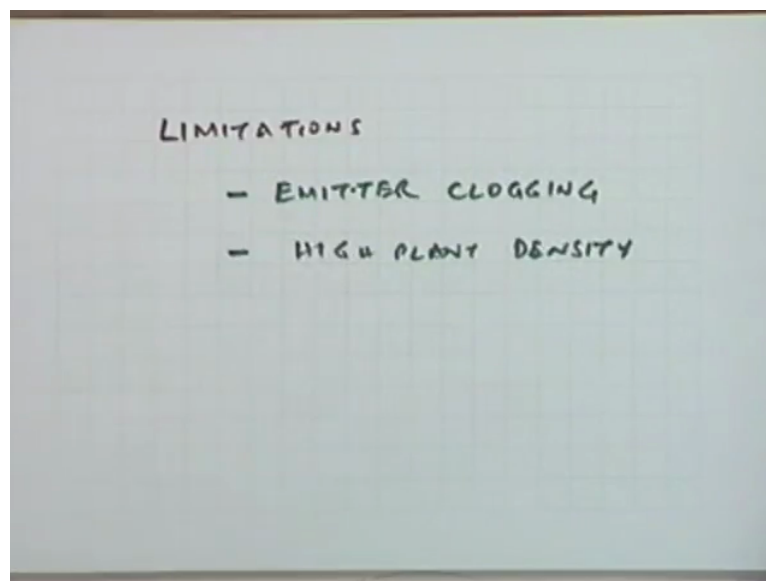 LIMITATIONS
- EMITTER CLOGGING
- HIGH PLANT DENSITY